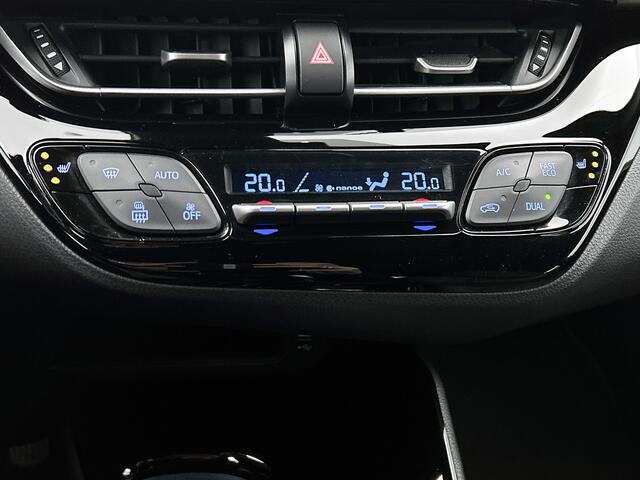 AUTO
OFF
20.0
nanoe
20.0
A/C
FAST
ECO
DUAL